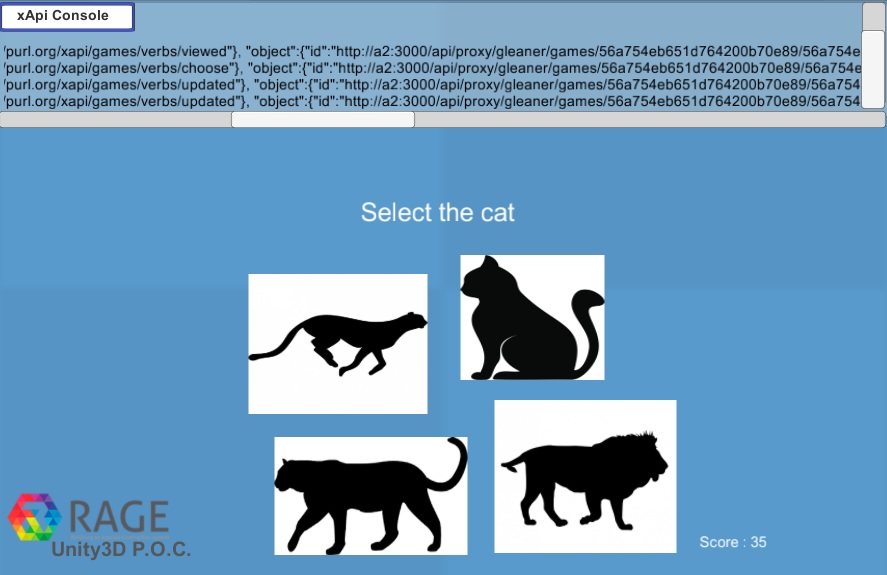 xApi Console
'purl.org/xapi/games/verbs/viewed"}, "object":{"id":"http://a2:3000/api/proxy/gleaner/games/56a754eb651d764200b70e89/56a754e
'purl.org/xapi/games/verbs/choose"}, "object":{"id":"http://a2:3000/api/proxy/gleaner/games/56a754eb651d764200b70e89/56a754e
'purl.org/xapi/games/verbs/updated"}, "object":{"id":"http://a2:3000/api/proxy/gleaner/games/56a754eb651d764200b70e89/56a754
'purl.org/xapi/games/verbs/updated"}, "object":{"id":"http://a2:3000/api/proxy/gleaner/games/56a754eb651d764200b70e89/56a754
Select the cat
RAGE
Unity3D P.O.C.
Score : 35